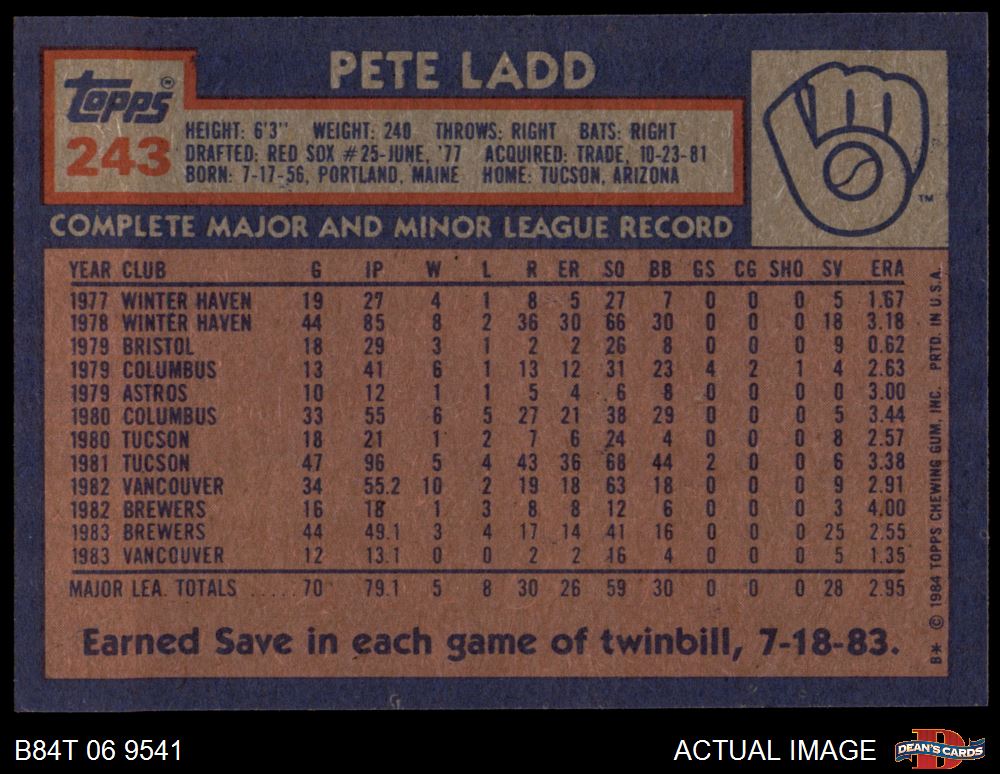 PETE LADD
Topps
243
HEIGHT: 6'3" WEIGHT: 240 THROWS: RIGHT BATS: RIGHT
DRAFTED: RED SOX #25-JUNE, '77 ACQUIRED: TRADE, 10-23-81
BORN: 7-17-56, PORTLAND, MAINE HOME: TUCSON, ARIZONA
TM
COMPLETE MAJOR AND MINOR LEAGUE RECORD
YEAR CLUB G IP W L R ER SO BB GS CG SHO SV ERA
1977 WINTER HAVEN 19 27 4 1 8 5 27 7 0 0 0 5 1.67
1978 WINTER HAVEN 44 85 8 2 36 30 66 30 0 0 0 18 3.18
1979 BRISTOL 18 29 3 1 2 2 26 8 0 0 0 9 0.62
1979 COLUMBUS 13 41 6 1 13 12 31 23 4 2 1 4 2.63
1979 ASTROS 10 12 1 1 5 4 6 8 0 0 0 0 3.00
1980 COLUMBUS 33 55 6 5 27 21 38 29 0 0 0 5 3.44
1980 TUCSON 18 21 1 2 7 6 24 4 0 0 0 8 2.57
1981 TUCSON 47 96 5 4 43 36 68 44 2 0 0 6 3.38
1982 VANCOUVER 34 55.2 10 2 19 18 63 18 0 0 0 9 2.91
1982 BREWERS 16 18 1 3 8 8 12 6 0 0 0 3 4.00
1983 BREWERS 44 49.1 3 4 17 14 41 16 0 0 0 25 2.55
1983 VANCOUVER 12 13.1 0 0 2 2 16 4 0 0 0 5 1.35
MAJOR LEA. TOTALS ..... 70 79.1 5 8 30 26 59 30 0 0 0 28 2.95
Earned Save in each game of twinbill, 7-18-83.
B* © 1984 TOPPS CHEWING GUM, INC. PRTD. IN U.S.A.
B84T 06 9541
ACTUAL IMAGE
D
DEAN'S CARDS